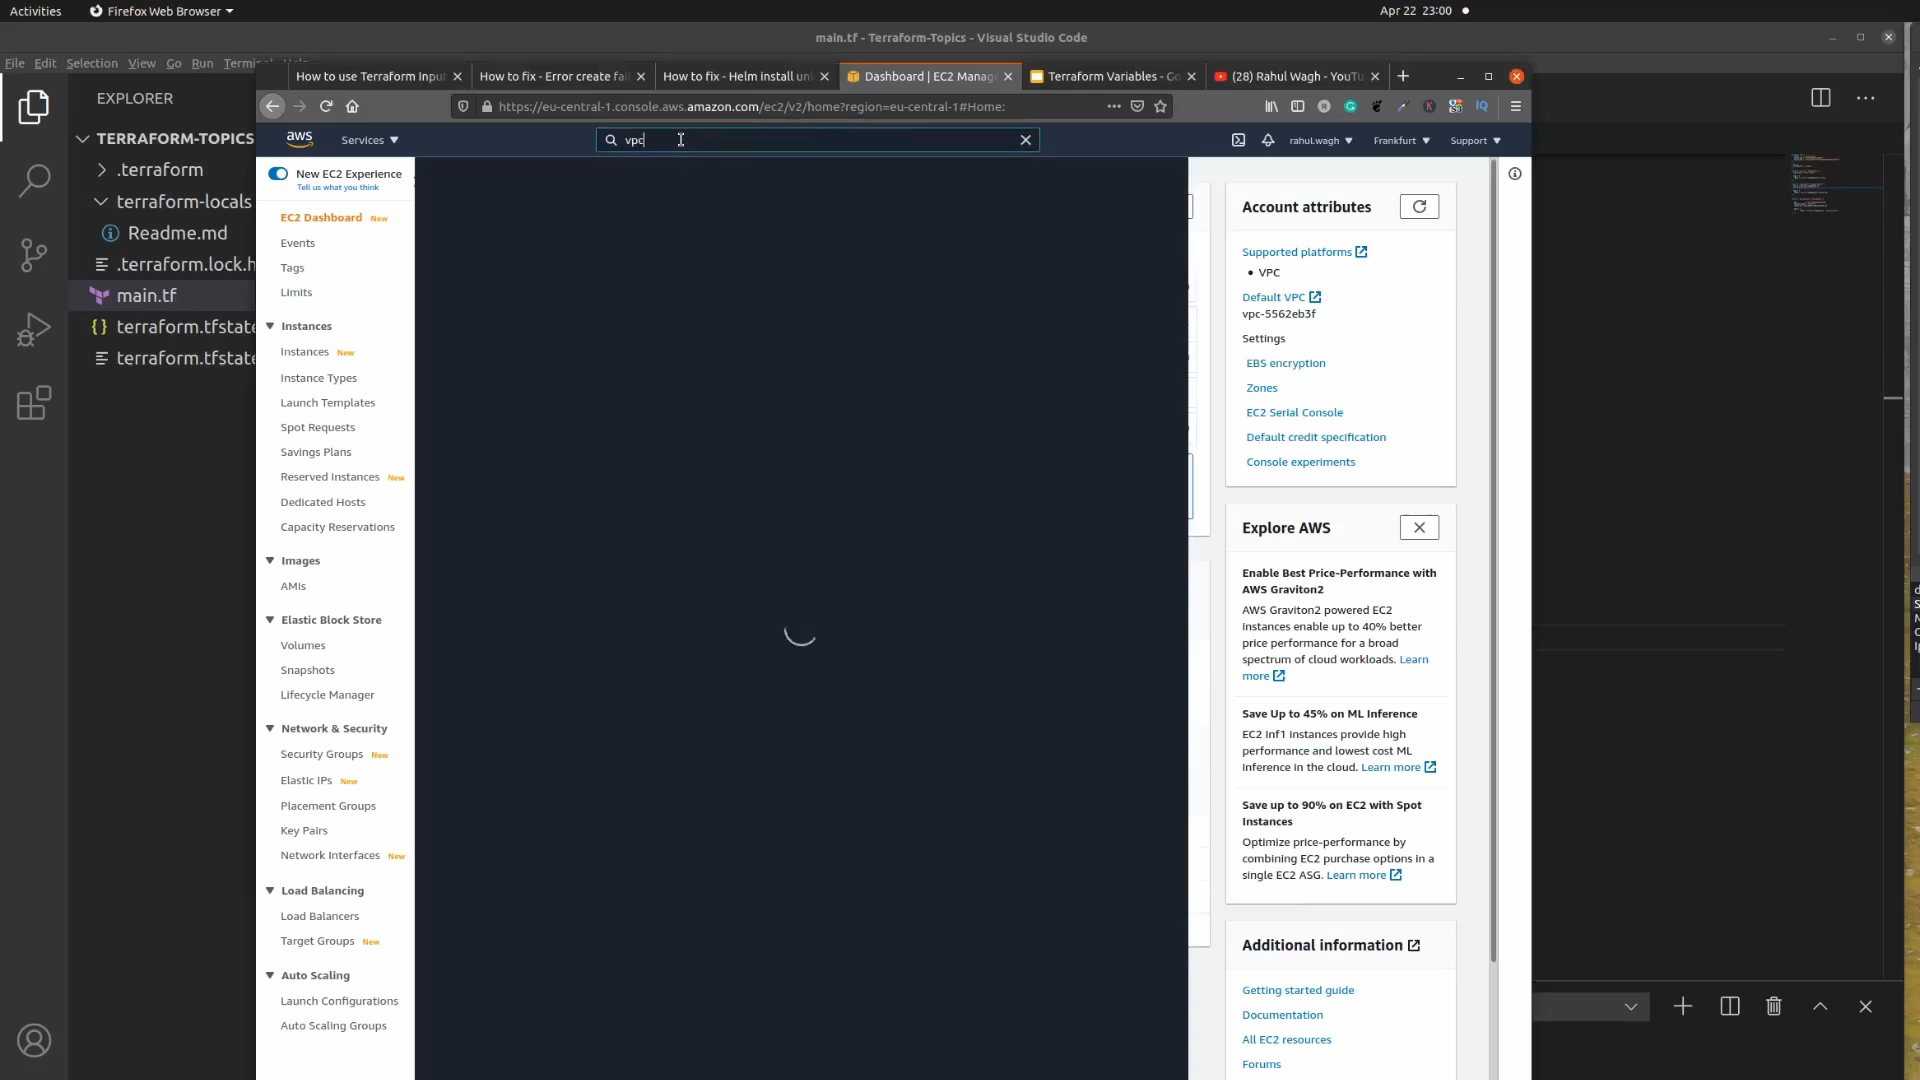 Activities
Firefox Web Browser
Apr 22 23:00
main.tf - Terraform-Topics - Visual Studio Code
File Edit Selection View Go Run
How to use Terraform Inpu
How to fix - Error create fai
How to fix - Helm install un
Dashboard | EC2 Manag
Terraform Variables - Go
(28) Rahul Wagh - YouTu
EXPLORER
https://eu-central-1.console.aws.amazon.com/ec2/v2/home?region=eu-central-1#Home:
TERRAFORM-TOPICS
aws
Services
vpc
rahul.wagh
Frankfurt
Support
.terraform
terraform-locals
Readme.md
.terraform.lock.h
main.tf
terraform.tfstate
terraform.tfstate
New EC2 Experience
Tell us what you think
EC2 Dashboard New
Events
Tags
Limits
Instances
Instances New
Instance Types
Launch Templates
Spot Requests
Savings Plans
Reserved Instances New
Dedicated Hosts
Capacity Reservations
Images
AMIs
Elastic Block Store
Volumes
Snapshots
Lifecycle Manager
Network & Security
Security Groups New
Elastic IPs New
Placement Groups
Key Pairs
Network Interfaces New
Load Balancing
Load Balancers
Target Groups New
Auto Scaling
Launch Configurations
Auto Scaling Groups
Account attributes
Supported platforms
VPC
Default VPC
vpc-5562eb3f
Settings
EBS encryption
Zones
EC2 Serial Console
Default credit specification
Console experiments
Explore AWS
Enable Best Price-Performance with
AWS Graviton2
AWS Graviton2 powered EC2
instances enable up to 40% better
price performance for a broad
spectrum of cloud workloads. Learn
more
Save Up to 45% on ML Inference
EC2 Inf1 instances provide high
performance and lowest cost ML
inference in the cloud. Learn more
Save up to 90% on EC2 with Spot
Instances
Optimize price-performance by
combining EC2 purchase options in a
single EC2 ASG. Learn more
Additional information
Getting started guide
Documentation
All EC2 resources
Forums